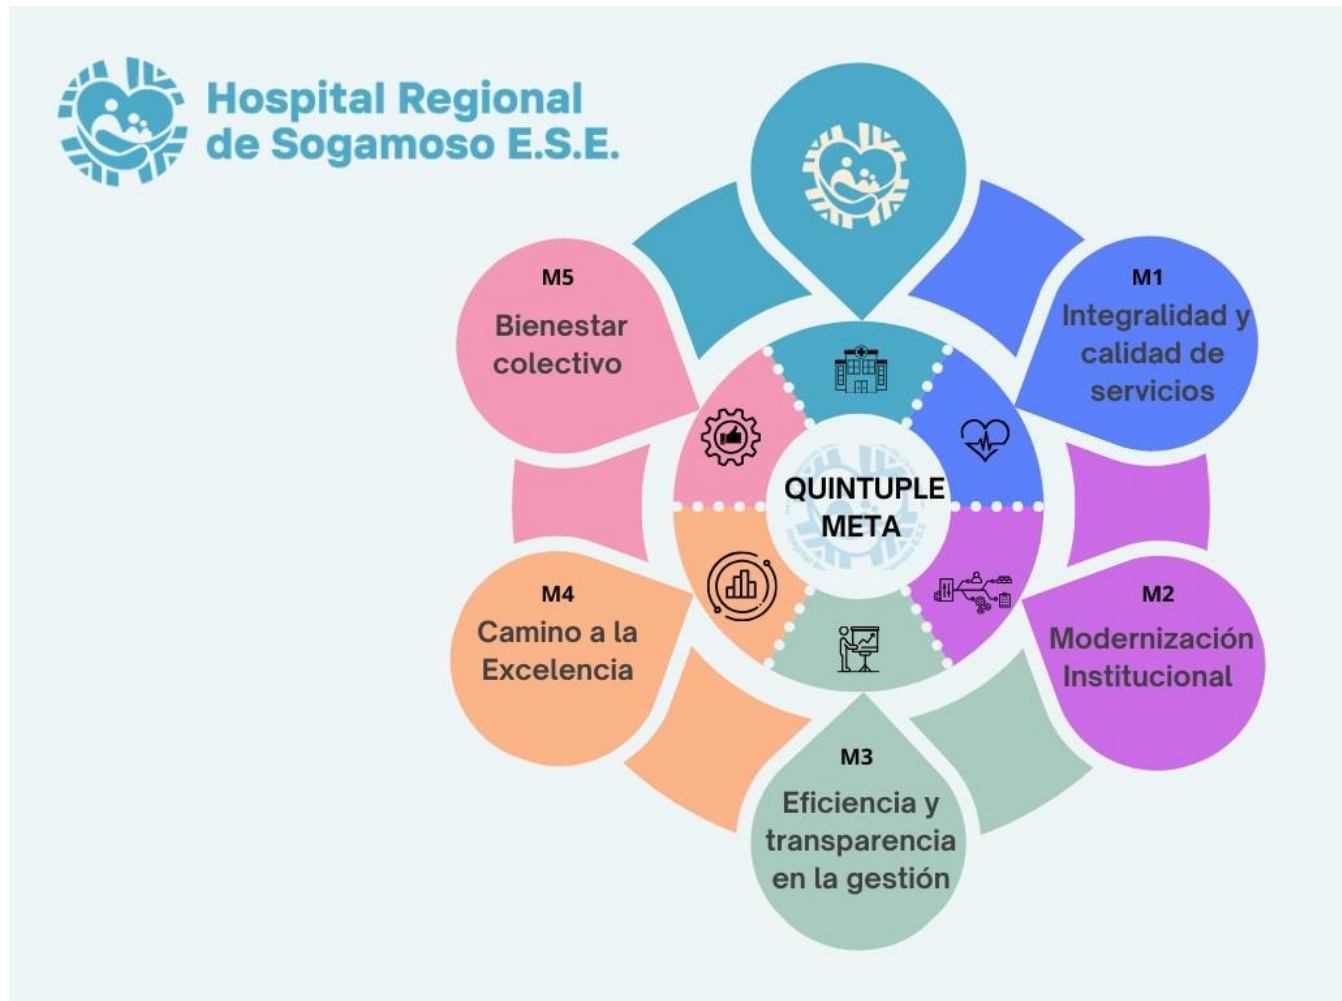 Hospital Regional
de Sogamoso E.S.E.
M1
Integralidad y
calidad de
servicios
M2
Modernización
Institucional
M3
Eficiencia y
transparencia
en la gestión
M4
Camino a la
Excelencia
M5
Bienestar
colectivo
QUINTUPLE
META